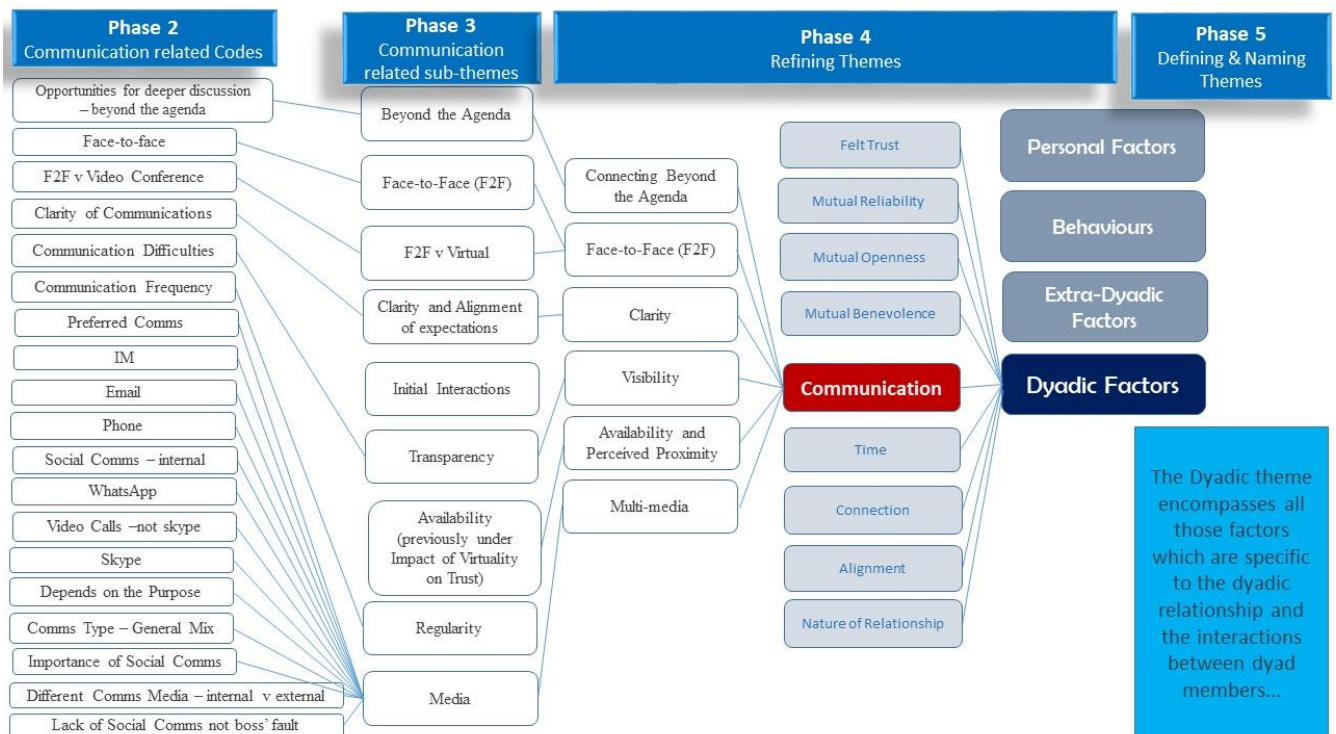 Phase 2
Communication related Codes
Phase 3
Communication
related sub-themes
Phase 4
Refining Themes
Phase 5
Defining & Naming
Themes
Opportunities for deeper discussion
– beyond the agenda
Face-to-face
F2F v Video Conference
Clarity of Communications
Communication Difficulties
Communication Frequency
Preferred Comms
IM
Email
Phone
Social Comms – internal
WhatsApp
Video Calls –not skype
Skype
Depends on the Purpose
Comms Type – General Mix
Importance of Social Comms
Different Comms Media – internal v external
Lack of Social Comms not boss' fault
Beyond the Agenda
Face-to-Face (F2F)
F2F v Virtual
Clarity and Alignment
of expectations
Initial Interactions
Transparency
Availability
(previously under
Impact of Virtuality
on Trust)
Regularity
Media
Connecting Beyond
the Agenda
Face-to-Face (F2F)
Clarity
Visibility
Availability and
Perceived Proximity
Multi-media
Felt Trust
Mutual Reliability
Mutual Openness
Mutual Benevolence
Communication
Time
Connection
Alignment
Nature of Relationship
Personal Factors
Behaviours
Extra-Dyadic
Factors
Dyadic Factors
The Dyadic theme
encompasses all
those factors
which are specific
to the dyadic
relationship and
the interactions
between dyad
members...